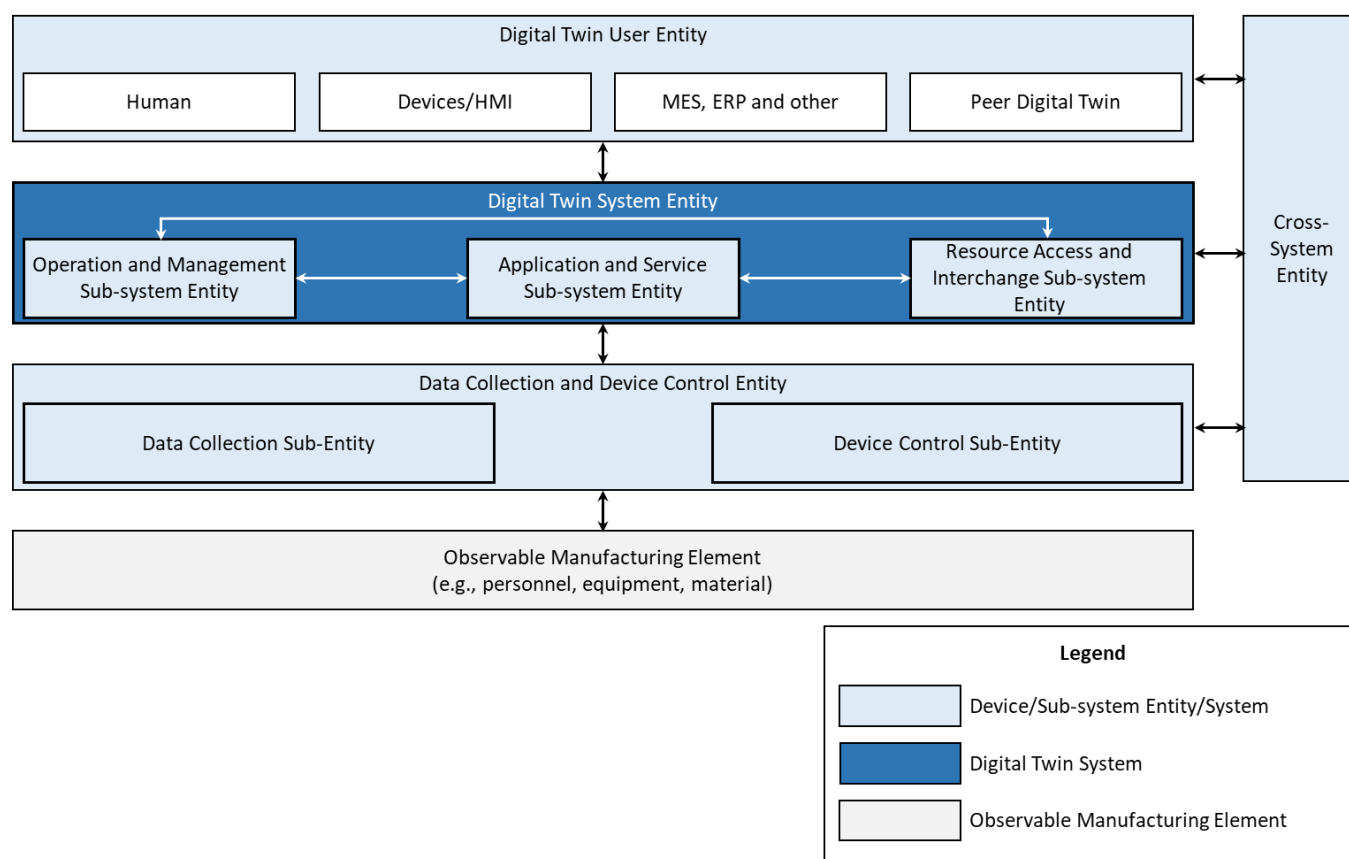 Digital Twin User Entity
Human
Devices/HMI
MES, ERP and other
Peer Digital Twin
Digital Twin System Entity
Operation and Management
Sub-system Entity
Application and Service
Sub-system Entity
Resource Access and
Interchange Sub-system
Entity
Cross-
System
Entity
Data Collection and Device Control Entity
Data Collection Sub-Entity
Device Control Sub-Entity
Observable Manufacturing Element
(e.g., personnel, equipment, material)
Legend
Device/Sub-system Entity/System
Digital Twin System
Observable Manufacturing Element